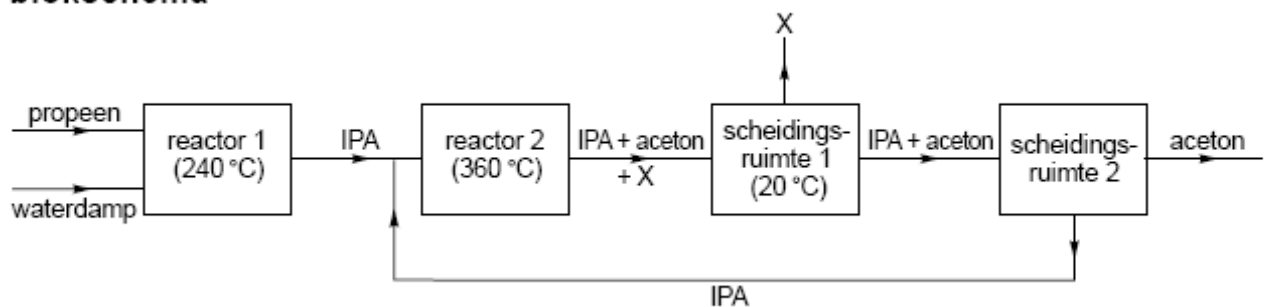 X
propeen
waterdamp
reactor 1
(240 °C)
IPA
reactor 2
(360 °C)
IPA + aceton
+ X
scheidings-
ruimte 1
(20 °C)
IPA + aceton
scheidings-
ruimte 2
aceton
IPA